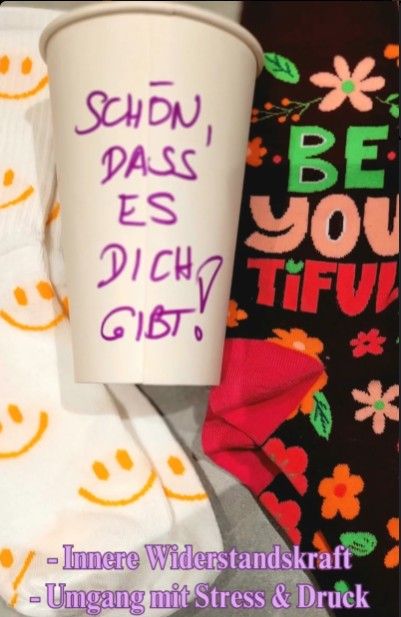 SCHÖN,
DASS
ES
DICH
GIBT!
BE
YOU
TiFUL
- Innere Widerstandskraft
- Umgang mit Stress & Druck